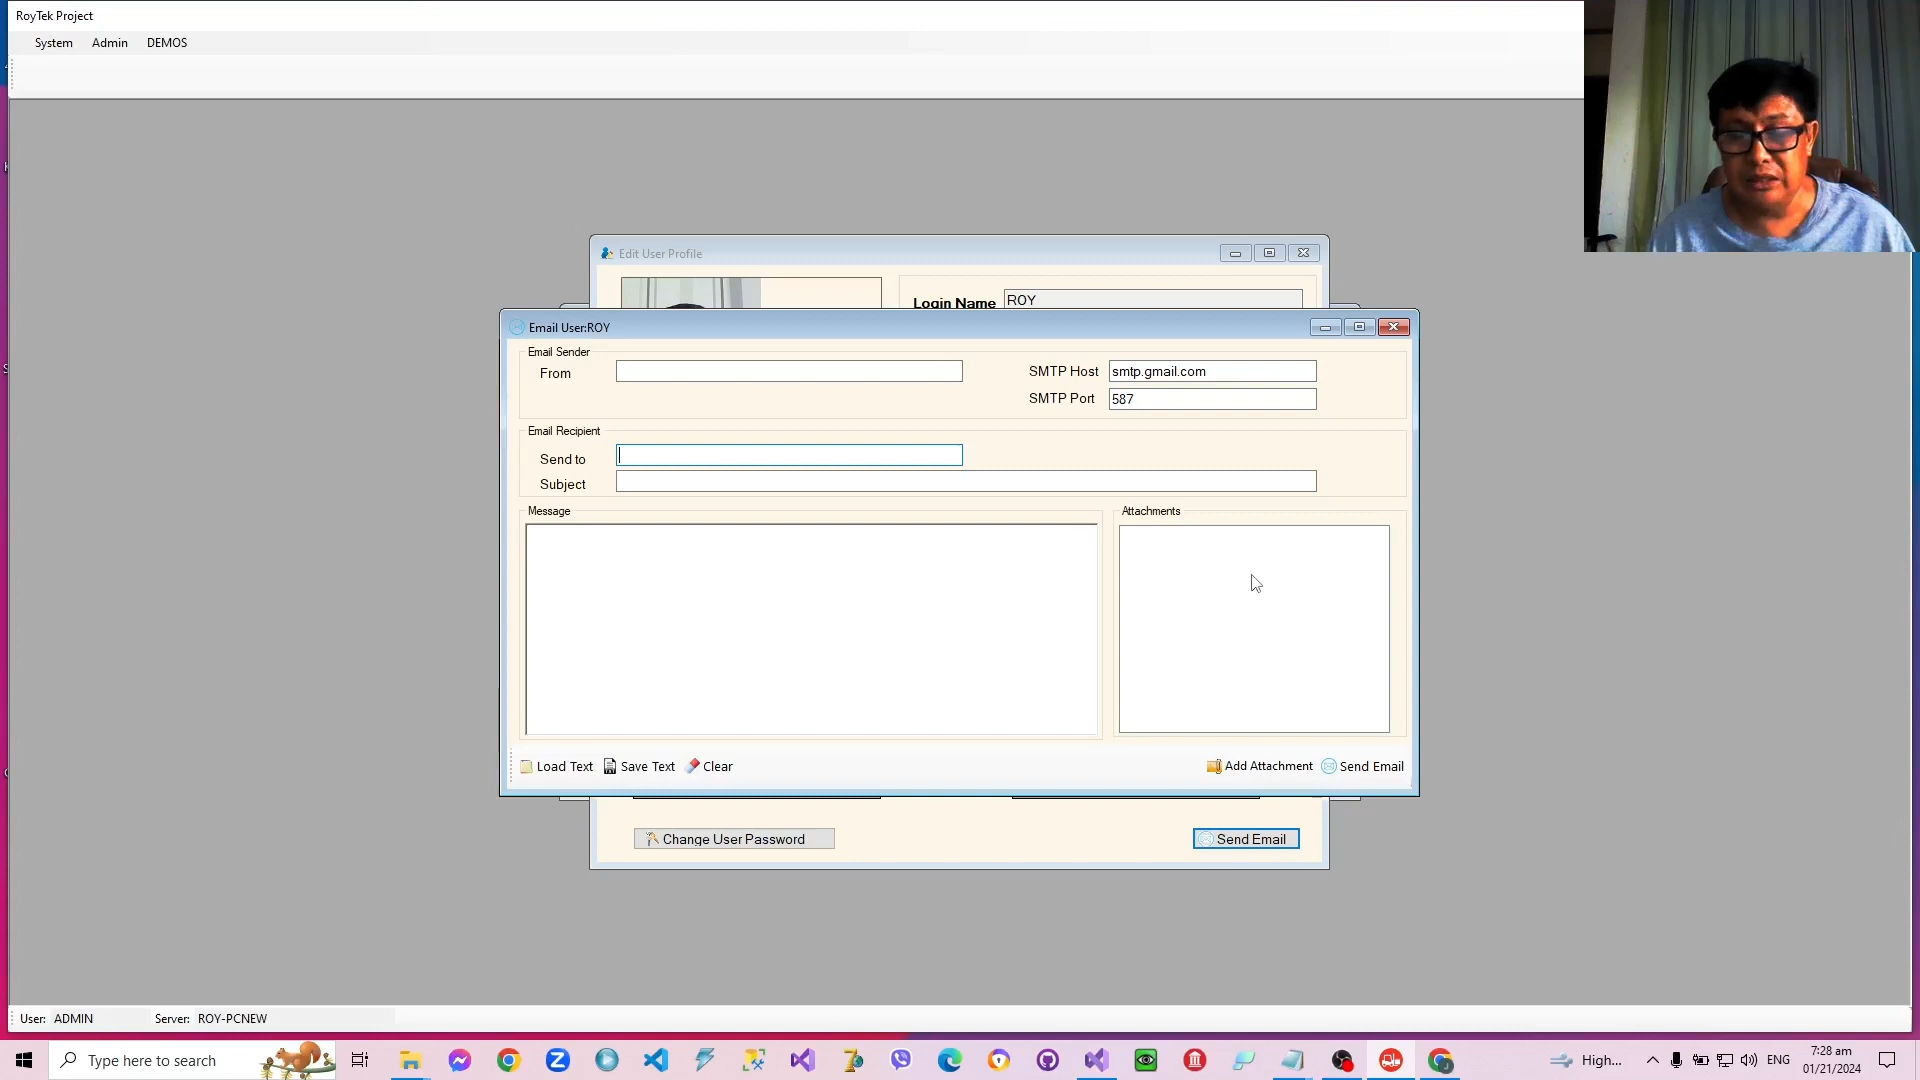 RoyTek Project
System Admin DEMOS
Edit User Profile
Login Name ROY
Email User:ROY
Email Sender
From
SMTP Host smtp.gmail.com
SMTP Port 587
Email Recipient
Send to
Subject
Message
Attachments
Load Text Save Text Clear
Add Attachment Send Email
Change User Password
Send Email
User: ADMIN Server: ROY-PCNEW
Type here to search
High...
ENG
7:28 am
01/21/2024